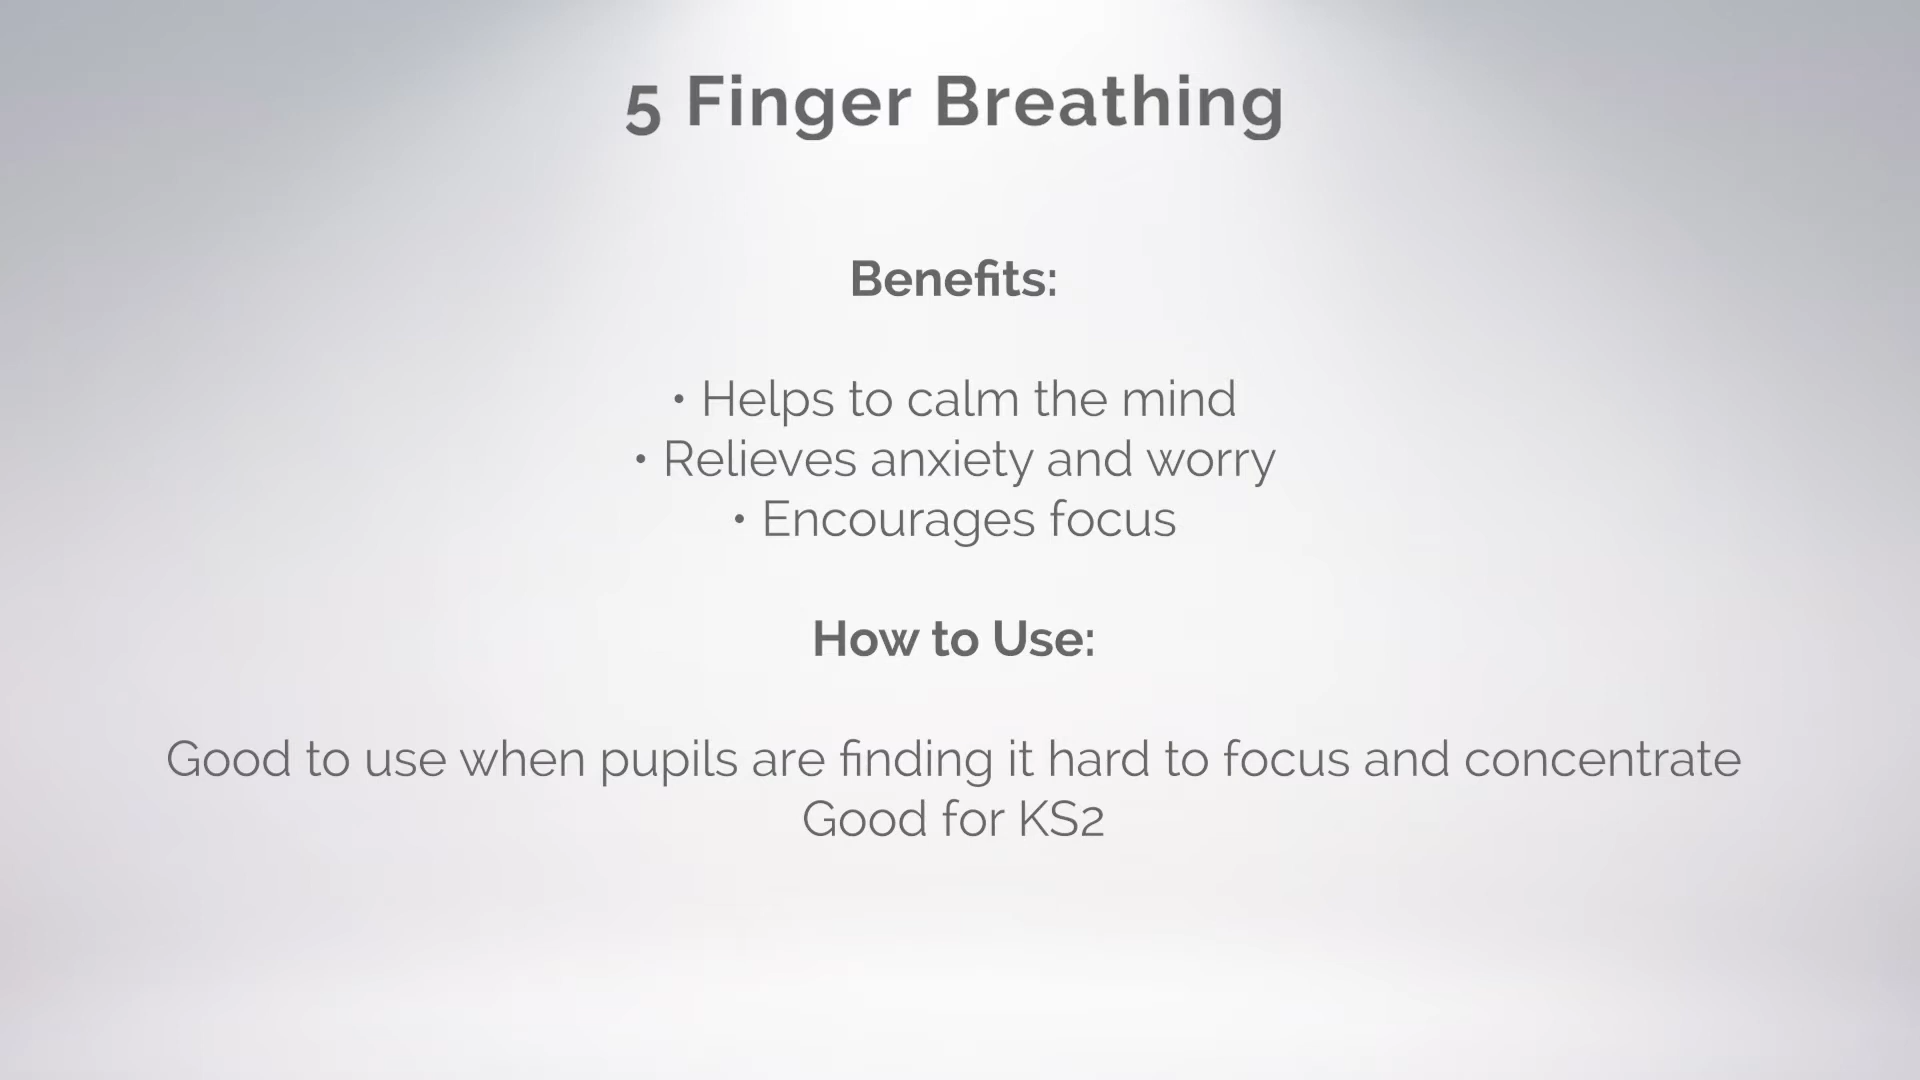 5 Finger Breathing
Benefits:
• Helps to calm the mind
• Relieves anxiety and worry
• Encourages focus
How to Use:
Good to use when pupils are finding it hard to focus and concentrate
Good for KS2